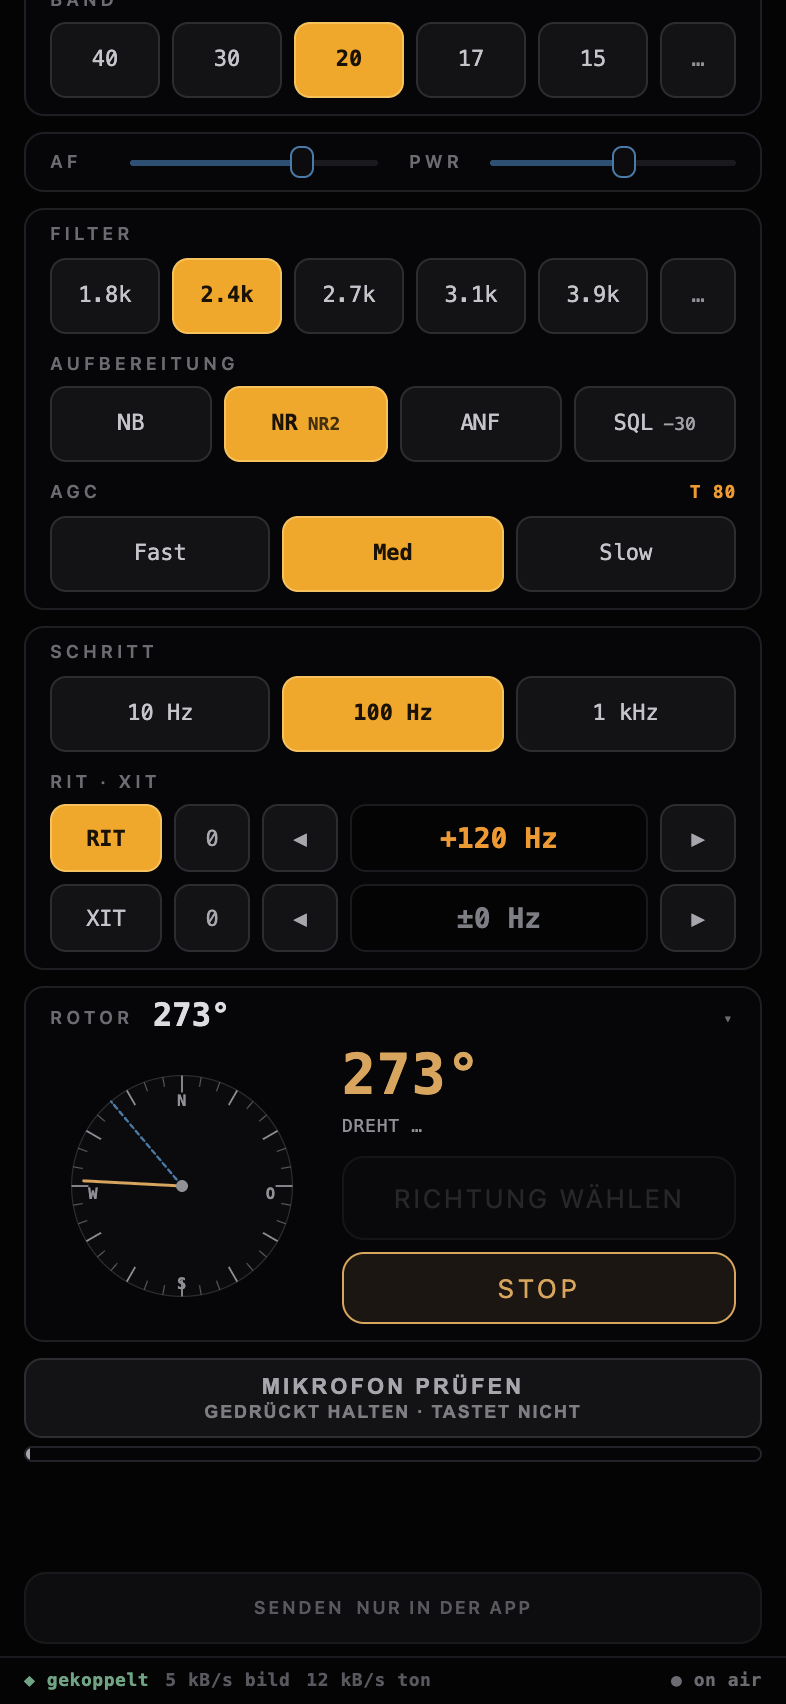 BAND
40 30 20 17 15 …
AF PWR
FILTER
1.8k 2.4k 2.7k 3.1k 3.9k …
AUFBEREITUNG
NB NR NR2 ANF SQL −30
AGC T 80
Fast Med Slow
SCHRITT
10 Hz 100 Hz 1 kHz
RIT · XIT
RIT 0 ◀ +120 Hz ▶
XIT 0 ◀ ±0 Hz ▶
ROTOR 273° ▾
273°
DREHT …
N
W O
S
RICHTUNG WÄHLEN
STOP
MIKROFON PRÜFEN
GEDRÜCKT HALTEN · TASTET NICHT
SENDEN NUR IN DER APP
◆ gekoppelt 5 kB/s bild 12 kB/s ton ● on air